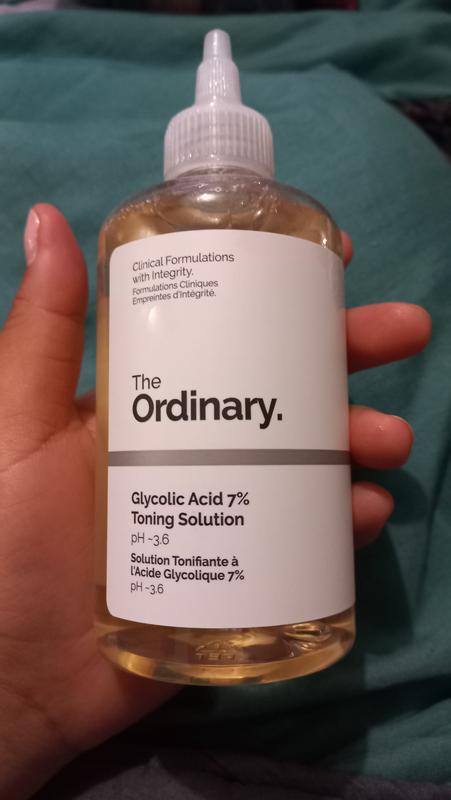 Clinical Formulations
with Integrity.
Formulations Cliniques
Empreintes d'Intégrité.
The
Ordinary.
Glycolic Acid 7%
Toning Solution
pH ~3.6
Solution Tonifiante à
l'Acide Glycolique 7%
pH ~3.6